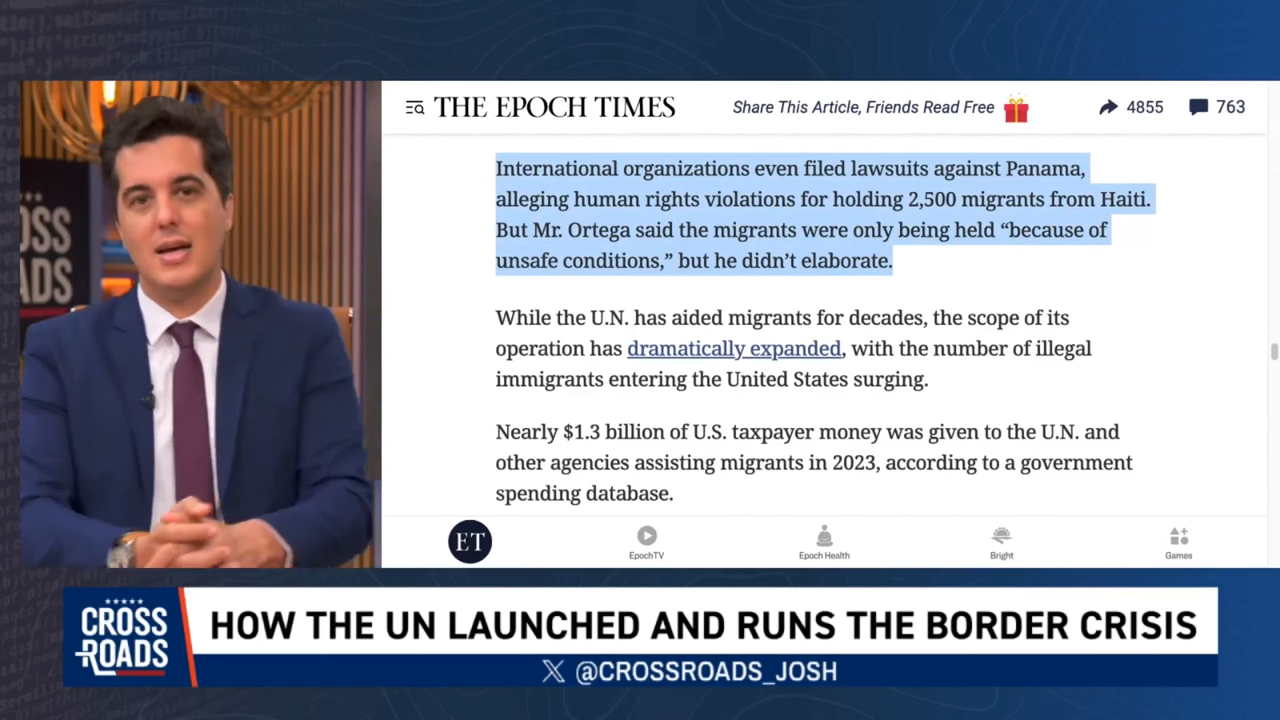 THE EPOCH TIMES
Share This Article, Friends Read Free
4855
763
International organizations even filed lawsuits against Panama,
alleging human rights violations for holding 2,500 migrants from Haiti.
But Mr. Ortega said the migrants were only being held “because of
unsafe conditions,” but he didn’t elaborate.
While the U.N. has aided migrants for decades, the scope of its
operation has dramatically expanded, with the number of illegal
immigrants entering the United States surging.
Nearly $1.3 billion of U.S. taxpayer money was given to the U.N. and
other agencies assisting migrants in 2023, according to a government
spending database.
ET
EpochTV
Epoch Health
Bright
Games
OSS
ADS
CROSS
ROADS
HOW THE UN LAUNCHED AND RUNS THE BORDER CRISIS
X @CROSSROADS_JOSH